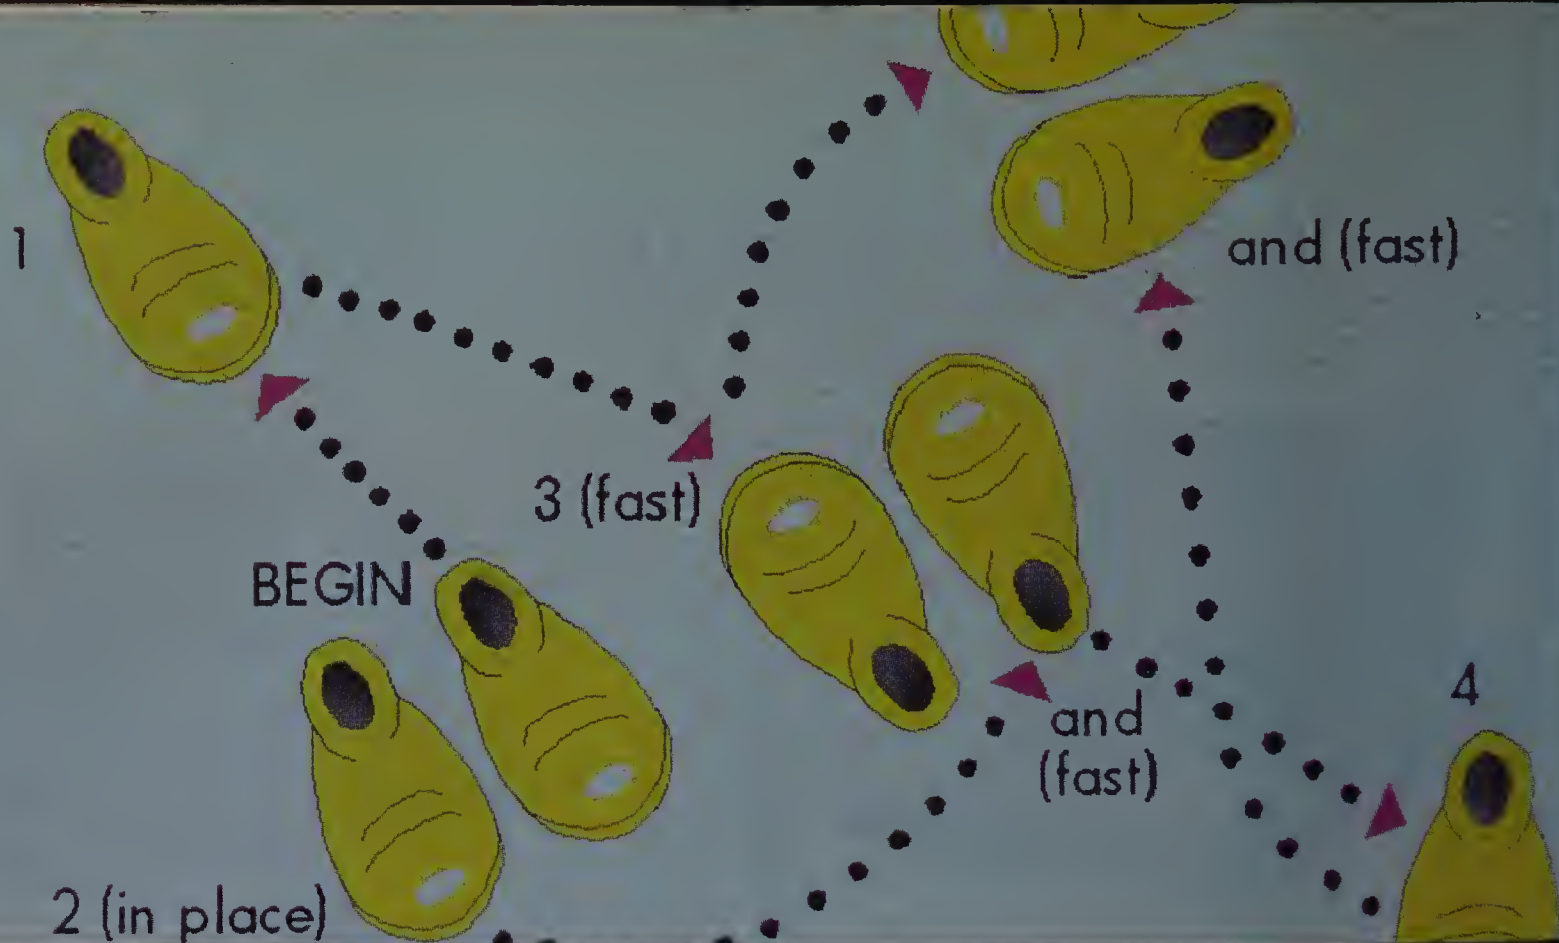 1
and (fast)
3 (fast)
BEGIN
4
and
(fast)
2 (in place)